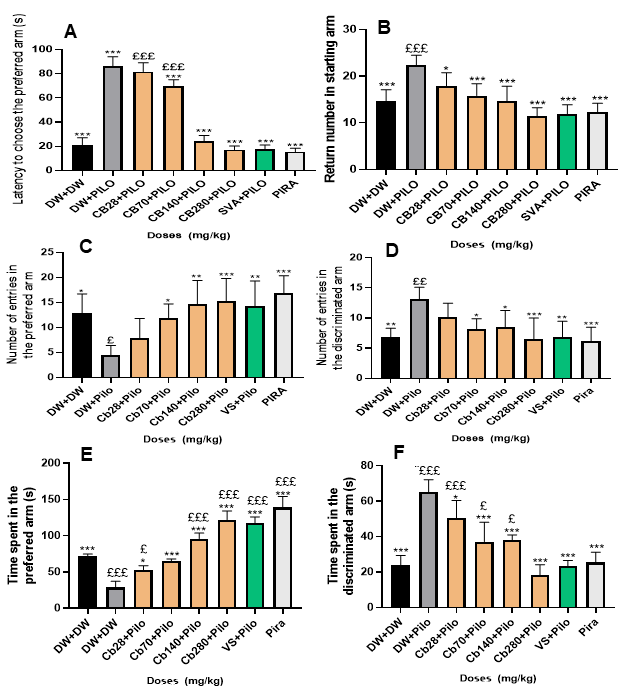 A
Latency to choose the preferred arm (s)
100
80
60
40
20
0
***
***
£££
£££
***
***
***
***
***
DW+DW
DW+PILO
CB28+PILO
CB70+PILO
CB140+PILO
CB280+PILO
SVA+PILO
PIRA
Doses (mg/kg)
B
Return number in starting arm
30
20
10
0
***
£££
*
***
***
***
***
***
DW+DW
DW+PILO
CB28+PILO
CB70+PILO
CB140+PILO
CB280+PILO
SVA+PILO
PIRA
Doses (mg/kg)
C
Number of entries in
the preferred arm
25
20
15
10
5
0
*
£
*
**
***
**
***
DW+DW
DW+Pilo
Cb28+Pilo
Cb70+Pilo
Cb140+Pilo
Cb280+Pilo
VS+Pilo
PIRA
Doses (mg/kg)
D
Number of entries in
the discriminated arm
20
15
10
5
0
**
££
*
*
***
**
***
DW+DW
DW+Pilo
Cb28+Pilo
Cb70+Pilo
Cb140+Pilo
Cb280+Pilo
VS+Pilo
Pira
Doses (mg/kg)
E
Time spent in the
preferred arm (s)
200
150
100
50
0
***
£££
£
*
***
£££
***
£££
***
£££
***
£££
***
DW+DW
DW+DW
Cb28+Pilo
Cb70+Pilo
Cb140+Pilo
Cb280+Pilo
VS+Pilo
Pira
Doses (mg/kg)
F
Time spent in the
discriminated arm (s)
80
60
40
20
0
***
£££
£££
*
£
***
£
***
***
***
***
DW+DW
DW+Pilo
Cb28+Pilo
Cb70+Pilo
Cb140+Pilo
Cb280+Pilo
VS+Pilo
Pira
Doses (mg/kg)